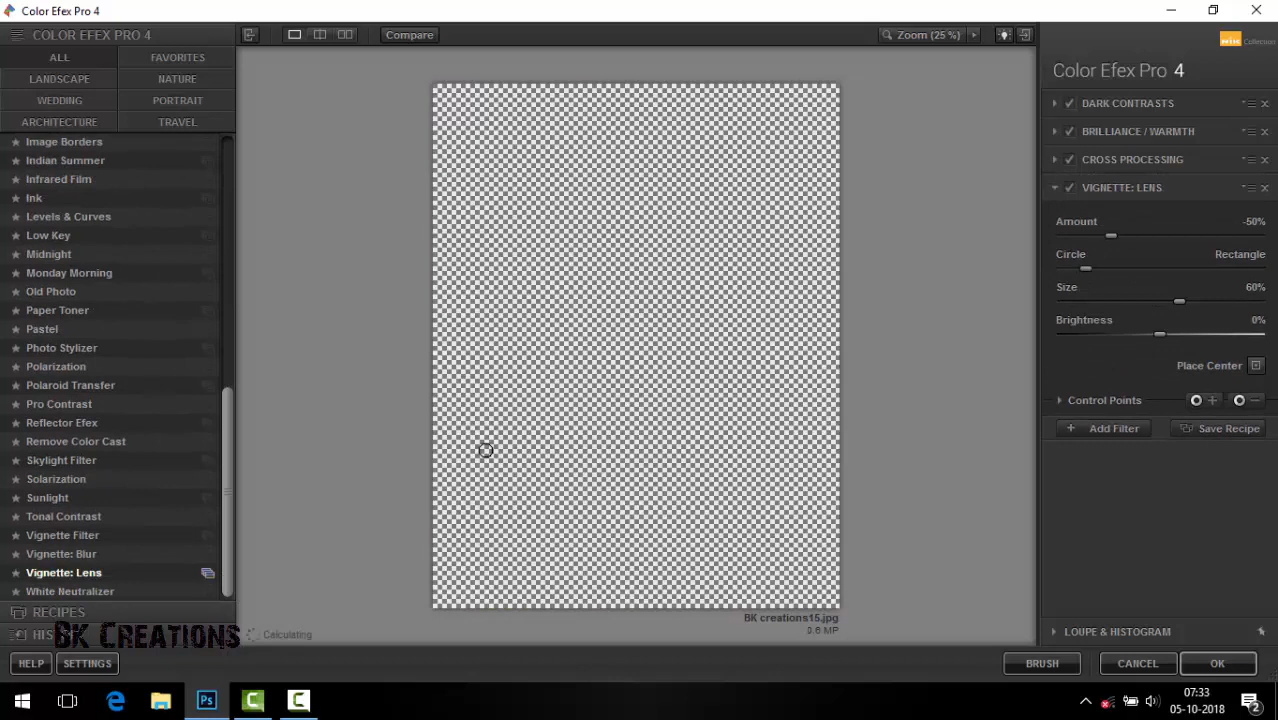 Color Efex Pro 4
COLOR EFEX PRO 4
ALL
FAVORITES
LANDSCAPE
NATURE
WEDDING
PORTRAIT
ARCHITECTURE
TRAVEL
Image Borders
Indian Summer
Infrared Film
Ink
Levels & Curves
Low Key
Midnight
Monday Morning
Old Photo
Paper Toner
Pastel
Photo Stylizer
Polarization
Polaroid Transfer
Pro Contrast
Reflector Efex
Remove Color Cast
Skylight Filter
Solarization
Sunlight
Tonal Contrast
Vignette Filter
Vignette: Blur
Vignette: Lens
White Neutralizer
RECIPES
HIS
BK CREATIONS
HELP
SETTINGS
Compare
Zoom (25 %)
BK creations15.jpg
Calculating
Nik Collection
Color Efex Pro 4
DARK CONTRASTS
BRILLIANCE / WARMTH
CROSS PROCESSING
VIGNETTE: LENS
Amount -50%
Circle Rectangle
Size 60%
Brightness 0%
Place Center
Control Points
Add Filter
Save Recipe
LOUPE & HISTOGRAM
BRUSH
CANCEL
OK
Ps
07:33
05-10-2018
2